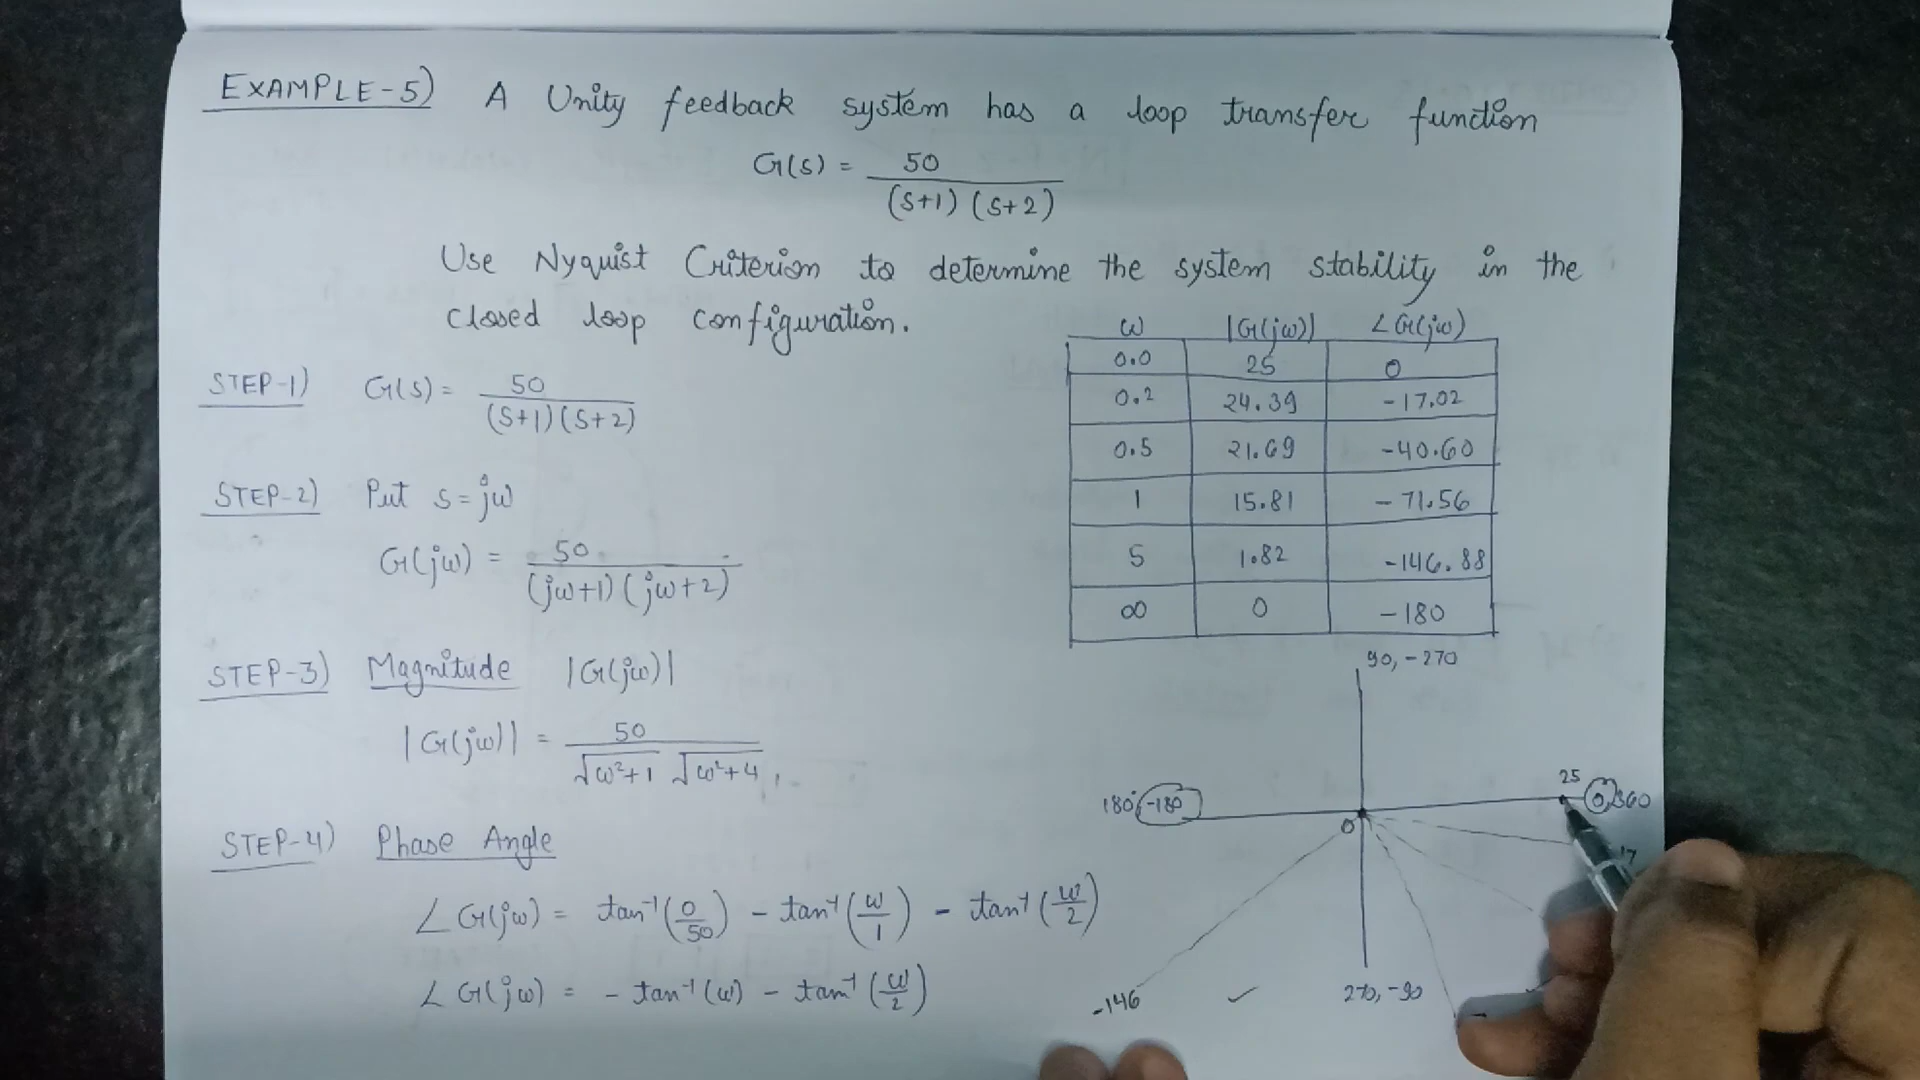 EXAMPLE-5) A Unity feedback system has a loop transfer function
G(s) = 50 / (s+1) (s+2)
Use Nyquist Criterion to determine the system stability in the
closed loop configuration.
ω |G(jω)| ∠G(jω)
0.0 25 0
0.2 24.39 -17.02
0.5 21.69 -40.60
1 15.81 -71.56
5 1.82 -146.88
∞ 0 -180
STEP-1) G(s) = 50 / (s+1)(s+2)
STEP-2) Put s = jω
G(jω) = 50 / (jω+1) (jω+2)
STEP-3) Magnitude |G(jω)|
|G(jω)| = 50 / √ω²+1 √ω²+4
STEP-4) Phase Angle
∠G(jω) = tan⁻¹(0/50) - tan⁻¹(ω/1) - tan⁻¹(ω/2)
∠G(jω) = - tan⁻¹(ω) - tan⁻¹(ω/2)
90, -270
25
180, -180 0, 360
0
17
-146
270, -90